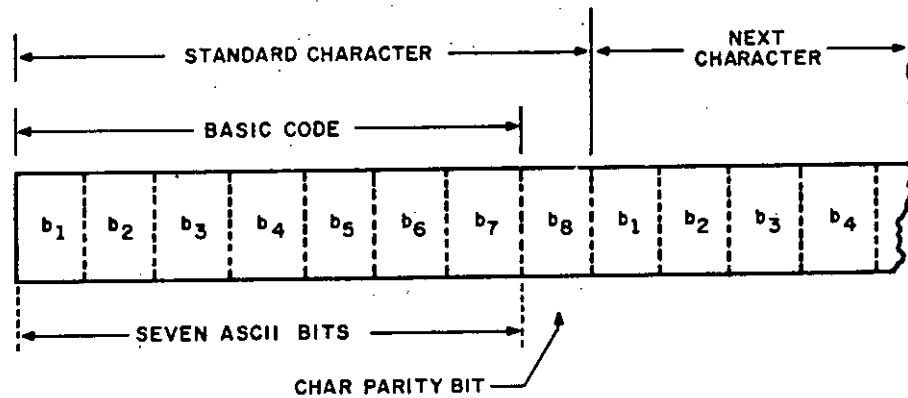 STANDARD CHARACTER
NEXT
CHARACTER
BASIC CODE
b1 b2 b3 b4 b5 b6 b7 b8 b1 b2 b3 b4
SEVEN ASCII BITS
CHAR PARITY BIT